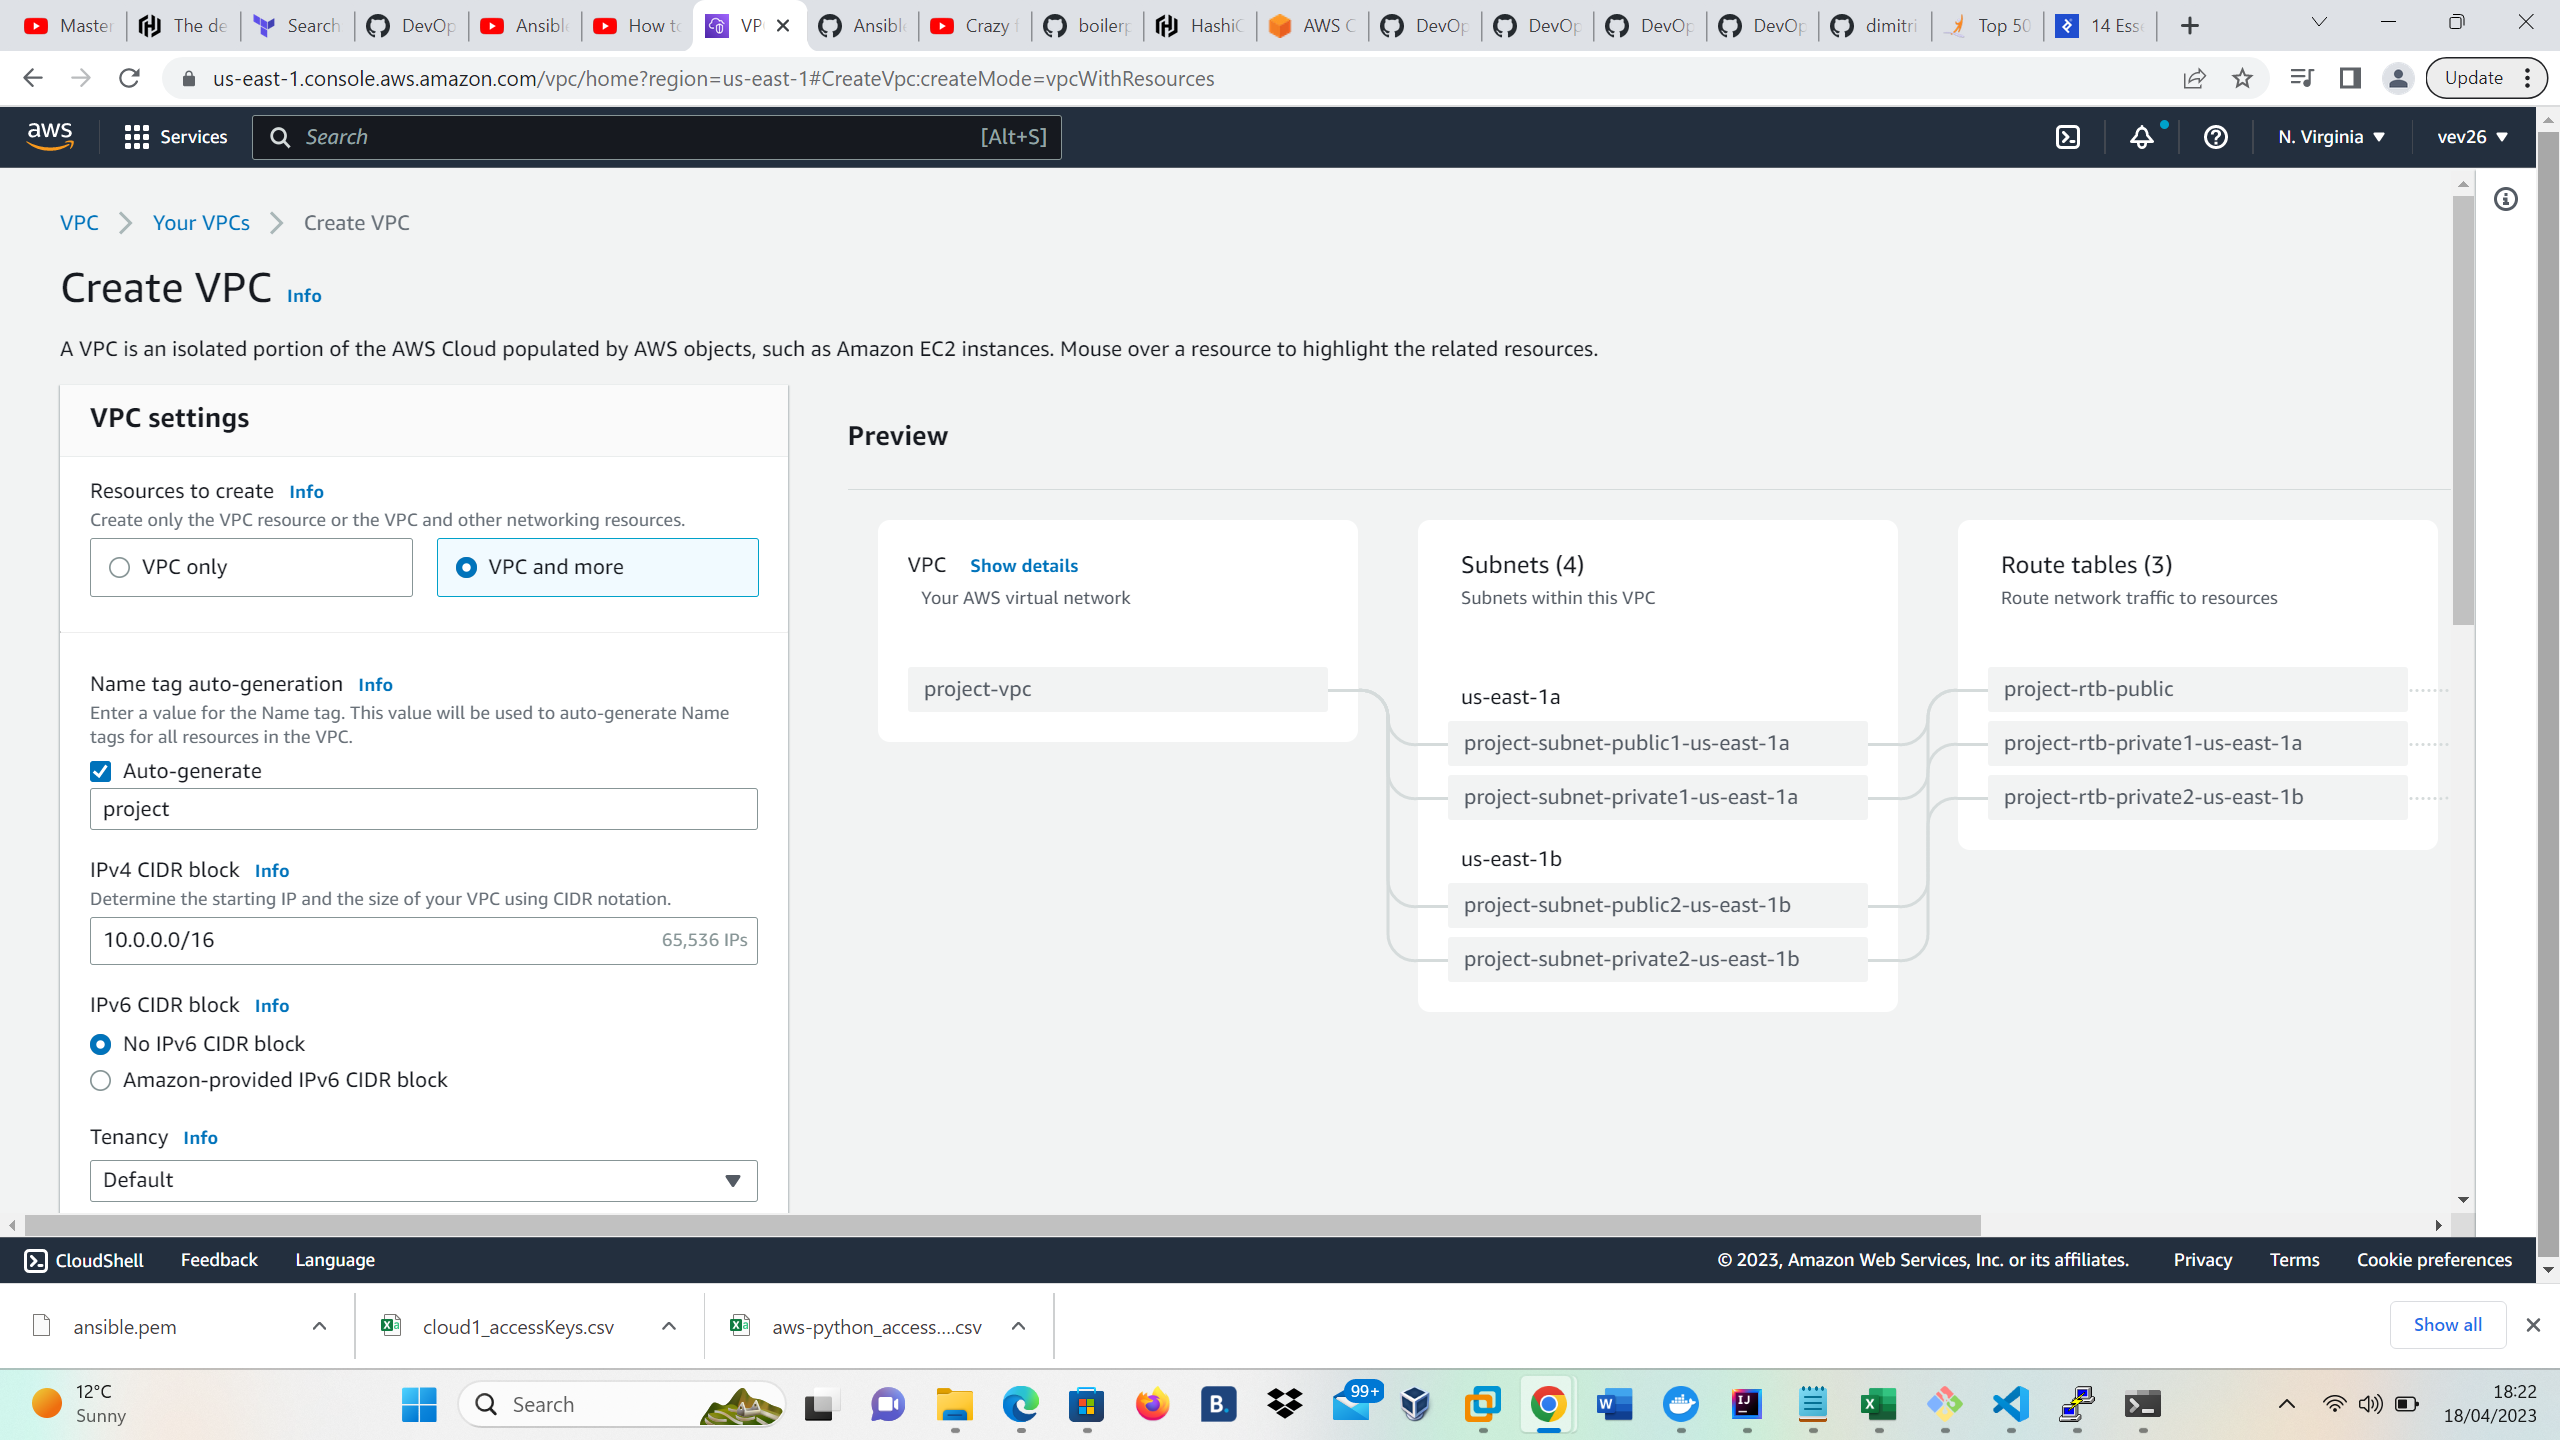 Master
The de
Search
DevOp
Ansible
How to
VP
Ansible
Crazy f
boilerp
HashiC
AWS C
DevOp
DevOp
DevOp
DevOp
dimitri
Top 50
14 Esse
us-east-1.console.aws.amazon.com/vpc/home?region=us-east-1#CreateVpc:createMode=vpcWithResources
Update
aws
Services
Search
[Alt+S]
N. Virginia
vev26
VPC
Your VPCs
Create VPC
Create VPC Info
A VPC is an isolated portion of the AWS Cloud populated by AWS objects, such as Amazon EC2 instances. Mouse over a resource to highlight the related resources.
VPC settings
Resources to create Info
Create only the VPC resource or the VPC and other networking resources.
VPC only
VPC and more
Name tag auto-generation Info
Enter a value for the Name tag. This value will be used to auto-generate Name
tags for all resources in the VPC.
Auto-generate
project
IPv4 CIDR block Info
Determine the starting IP and the size of your VPC using CIDR notation.
10.0.0.0/16
65,536 IPs
IPv6 CIDR block Info
No IPv6 CIDR block
Amazon-provided IPv6 CIDR block
Tenancy Info
Default
Preview
VPC Show details
Your AWS virtual network
project-vpc
Subnets (4)
Subnets within this VPC
us-east-1a
project-subnet-public1-us-east-1a
project-subnet-private1-us-east-1a
us-east-1b
project-subnet-public2-us-east-1b
project-subnet-private2-us-east-1b
Route tables (3)
Route network traffic to resources
project-rtb-public
project-rtb-private1-us-east-1a
project-rtb-private2-us-east-1b
CloudShell
Feedback
Language
© 2023, Amazon Web Services, Inc. or its affiliates.
Privacy
Terms
Cookie preferences
ansible.pem
cloud1_accessKeys.csv
aws-python_access....csv
Show all
12°C
Sunny
Search
B.
99+
W
IJ
X
18:22
18/04/2023